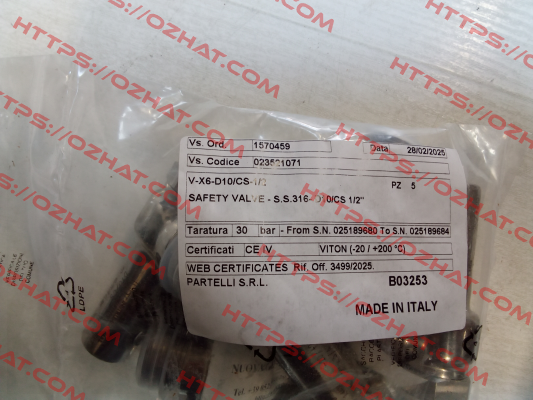 HTTPS://OZHAT.COM
Vs. Ord. 1570459 Data: 28/02/2025
Vs. Codice
V-X6-D10/CS-1/2 PZ 5
SAFETY VALVE - S.S.316-D10/CS 1/2"
Taratura 30 bar - From S.N. 025189680 To S.N. 025189684
Certificati CE IV VITON (-20 / +200 °C)
WEB CERTIFICATES Rif. Off. 3499/2025.
PARTELLI S.R.L. B03253
MADE IN ITALY
LDPE